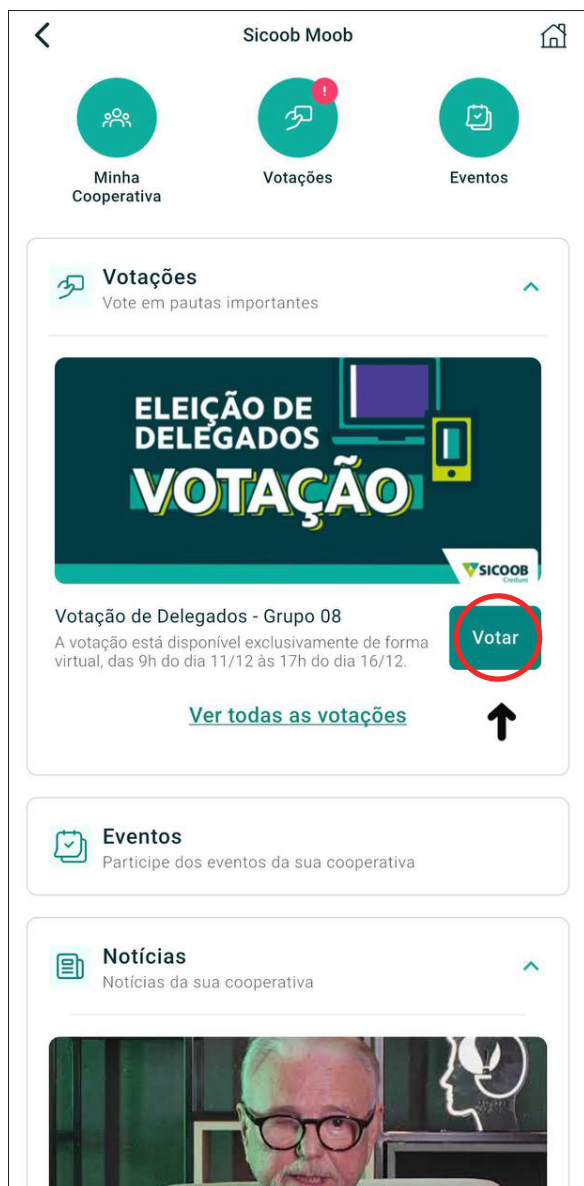 Sicoob Moob
!
Minha
Cooperativa
Votações
Eventos
Votações
Vote em pautas importantes
ELEIÇÃO DE
DELEGADOS
VOTAÇÃO
SICOOB
Creduni
Votação de Delegados - Grupo 08
A votação está disponível exclusivamente de forma
virtual, das 9h do dia 11/12 às 17h do dia 16/12.
Votar
Ver todas as votações
Eventos
Participe dos eventos da sua cooperativa
Notícias
Notícias da sua cooperativa